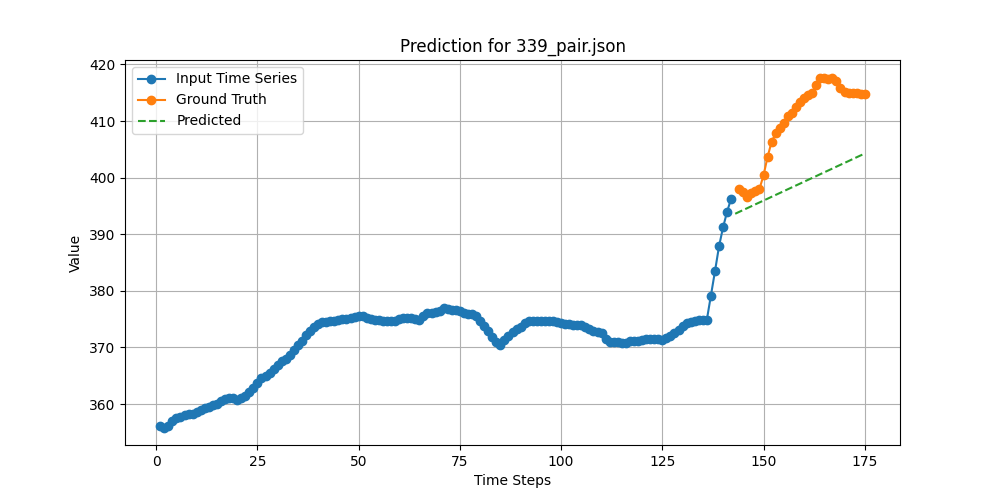 Prediction for 339_pair.json
Input Time Series
Ground Truth
Predicted
Value
420
410
400
390
380
370
360
0 25 50 75 100 125 150 175
Time Steps